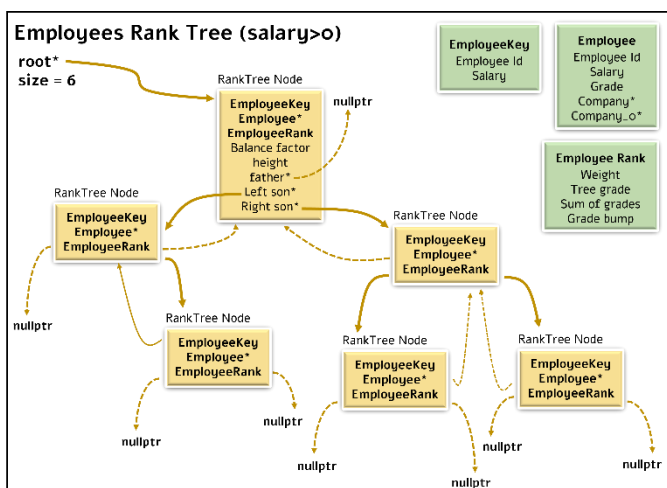 Employees Rank Tree (salary>0)
root*
size = 6
EmployeeKey
Employee Id
Salary
Employee
Employee Id
Salary
Grade
Company*
Company_0*
Employee Rank
Weight
Tree grade
Sum of grades
Grade bump
RankTree Node
EmployeeKey
Employee*
EmployeeRank
Balance factor
height
father*
Left son*
Right son*
nullptr
RankTree Node
EmployeeKey
Employee*
EmployeeRank
nullptr
RankTree Node
EmployeeKey
Employee*
EmployeeRank
RankTree Node
EmployeeKey
Employee*
EmployeeRank
nullptr
nullptr
RankTree Node
EmployeeKey
Employee*
EmployeeRank
nullptr
nullptr
RankTree Node
EmployeeKey
Employee*
EmployeeRank
nullptr
nullptr